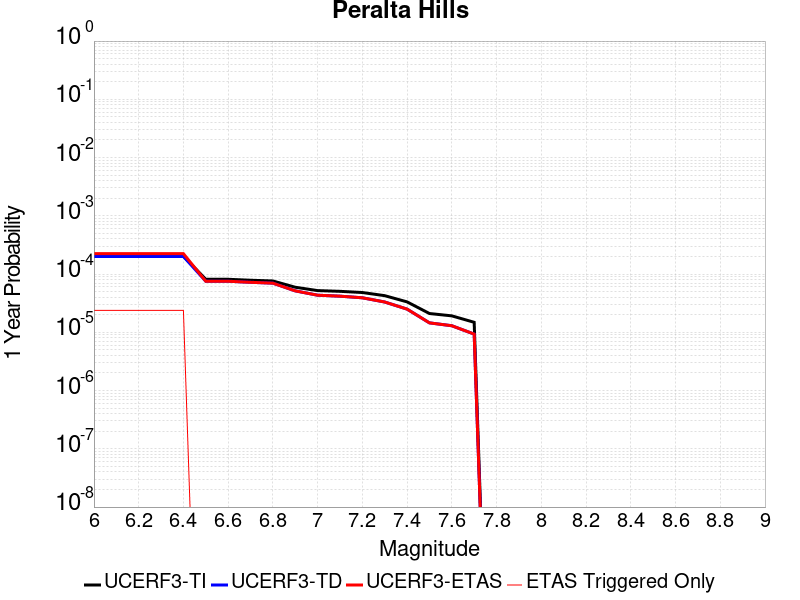 Peralta Hills
10^0
10^-1
10^-2
10^-3
10^-4
10^-5
10^-6
10^-7
10^-8
1 Year Probability
6 6.2 6.4 6.6 6.8 7 7.2 7.4 7.6 7.8 8 8.2 8.4 8.6 8.8 9
Magnitude
UCERF3-TI UCERF3-TD UCERF3-ETAS ETAS Triggered Only